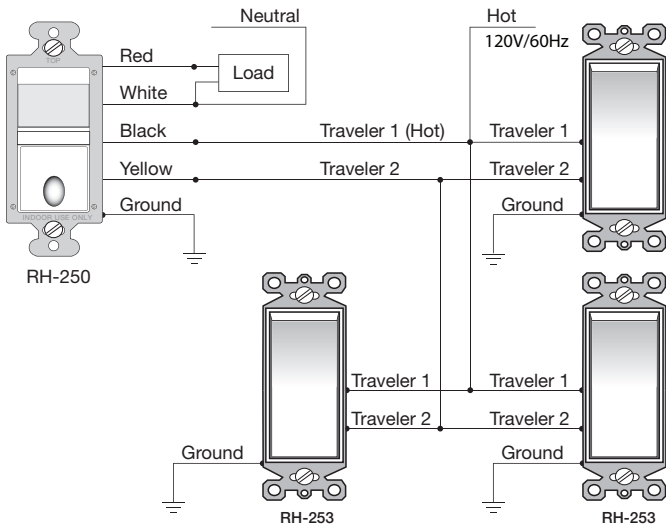 Neutral
Hot
120V/60Hz
TOP
Red
Load
White
Black
Traveler 1 (Hot)
Traveler 1
Yellow
Traveler 2
Traveler 2
Ground
Ground
INDOOR USE ONLY
RH-250
Traveler 1
Traveler 1
Traveler 2
Traveler 2
Ground
Ground
RH-253
RH-253